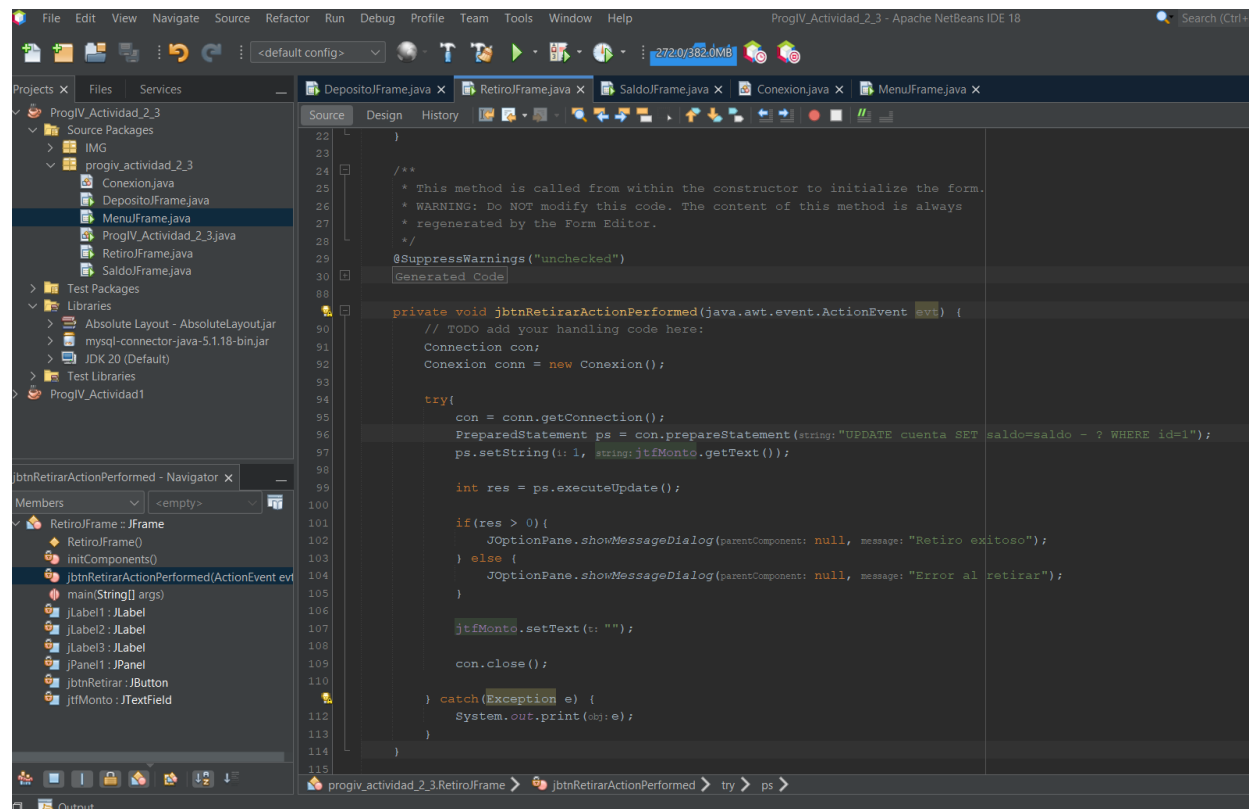 File Edit View Navigate Source Refactor Run Debug Profile Team Tools Window Help ProgIV_Actividad_2_3 - Apache NetBeans IDE 18 Search (Ctrl+
<default config> 272.0/382.0MB
Projects Files Services
DepositoJFrame.java RetiroJFrame.java SaldoJFrame.java Conexion.java MenuJFrame.java
Source Design History
ProgIV_Actividad_2_3
Source Packages
IMG
progiv_actividad_2_3
Conexion.java
DepositoJFrame.java
MenuJFrame.java
ProgIV_Actividad_2_3.java
RetiroJFrame.java
SaldoJFrame.java
Test Packages
Libraries
Absolute Layout - AbsoluteLayout.jar
mysql-connector-java-5.1.18-bin.jar
JDK 20 (Default)
Test Libraries
ProgIV_Actividad1
jbtnRetirarActionPerformed - Navigator
Members <empty>
RetiroJFrame :: JFrame
RetiroJFrame()
initComponents()
jbtnRetirarActionPerformed(ActionEvent evt
main(String[] args)
jLabel1 : JLabel
jLabel2 : JLabel
jLabel3 : JLabel
jPanel1 : JPanel
jbtnRetirar : JButton
jtfMonto : JTextField
22 }
23
24 /**
25 * This method is called from within the constructor to initialize the form.
26 * WARNING: Do NOT modify this code. The content of this method is always
27 * regenerated by the Form Editor.
28 */
29 @SuppressWarnings("unchecked")
30 Generated Code
88
private void jbtnRetirarActionPerformed(java.awt.event.ActionEvent evt) {
90 // TODO add your handling code here:
91 Connection con;
92 Conexion conn = new Conexion();
93
94 try{
95 con = conn.getConnection();
96 PreparedStatement ps = con.prepareStatement(string: "UPDATE cuenta SET saldo=saldo - ? WHERE id=1");
97 ps.setString(i: 1, string: jtfMonto.getText());
98
99 int res = ps.executeUpdate();
100
101 if(res > 0){
102 JOptionPane.showMessageDialog(parentComponent: null, message: "Retiro exitoso");
103 } else {
104 JOptionPane.showMessageDialog(parentComponent: null, message: "Error al retirar");
105 }
106
107 jtfMonto.setText(t: "");
108
109 con.close();
110
} catch(Exception e) {
112 System.out.print(obj: e);
113 }
114 }
115
progiv_actividad_2_3.RetiroJFrame jbtnRetirarActionPerformed try ps
Output